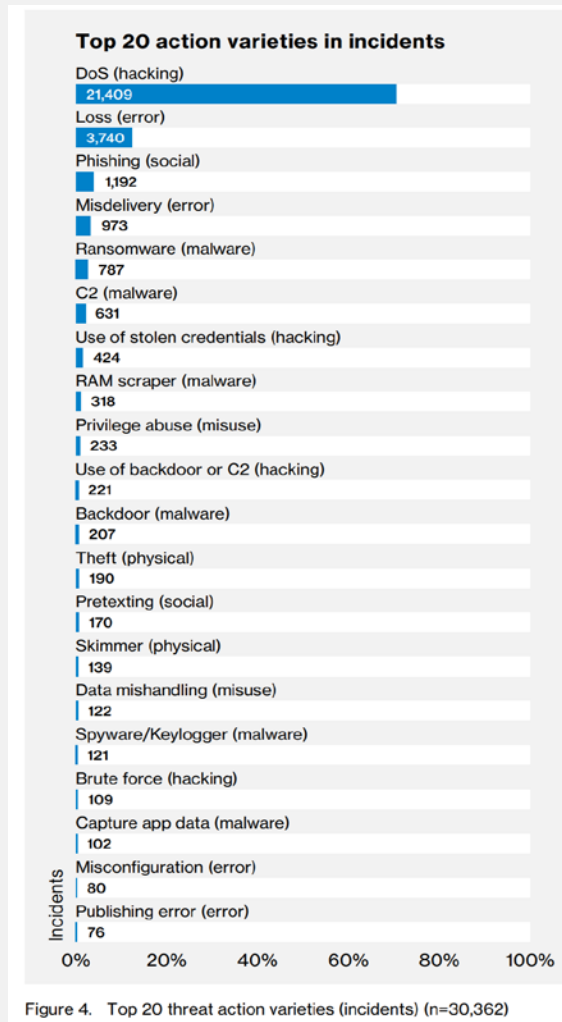 Top 20 action varieties in incidents
DoS (hacking)
21,409
Loss (error)
3,740
Phishing (social)
1,192
Misdelivery (error)
973
Ransomware (malware)
787
C2 (malware)
631
Use of stolen credentials (hacking)
424
RAM scraper (malware)
318
Privilege abuse (misuse)
233
Use of backdoor or C2 (hacking)
221
Backdoor (malware)
207
Theft (physical)
190
Pretexting (social)
170
Skimmer (physical)
139
Data mishandling (misuse)
122
Spyware/Keylogger (malware)
121
Brute force (hacking)
109
Capture app data (malware)
102
Misconfiguration (error)
80
Publishing error (error)
76
Incidents
0% 20% 40% 60% 80% 100%
Figure 4. Top 20 threat action varieties (incidents) (n=30,362)